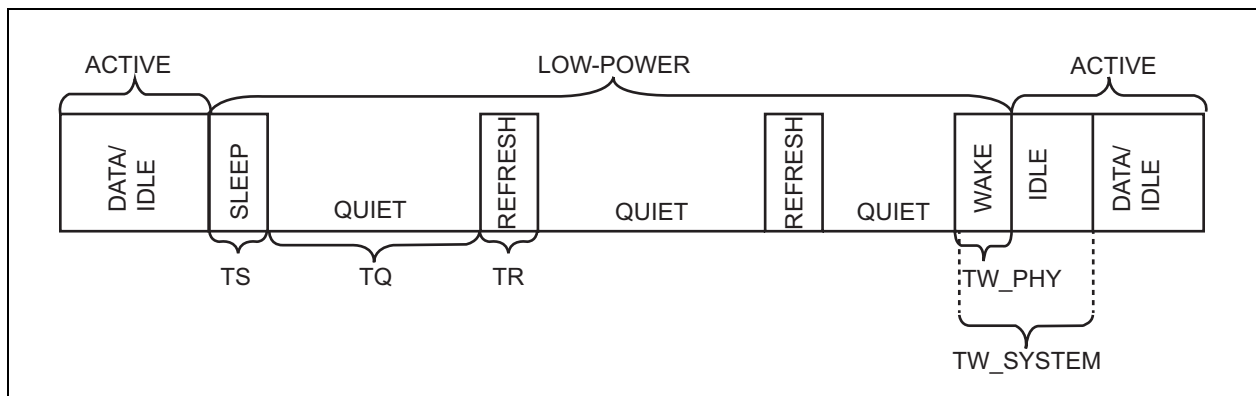 ACTIVE
LOW-POWER
ACTIVE
DATA/
IDLE
SLEEP
QUIET
REFRESH
QUIET
REFRESH
QUIET
WAKE
IDLE
DATA/
IDLE
TS
TQ
TR
TW_PHY
TW_SYSTEM